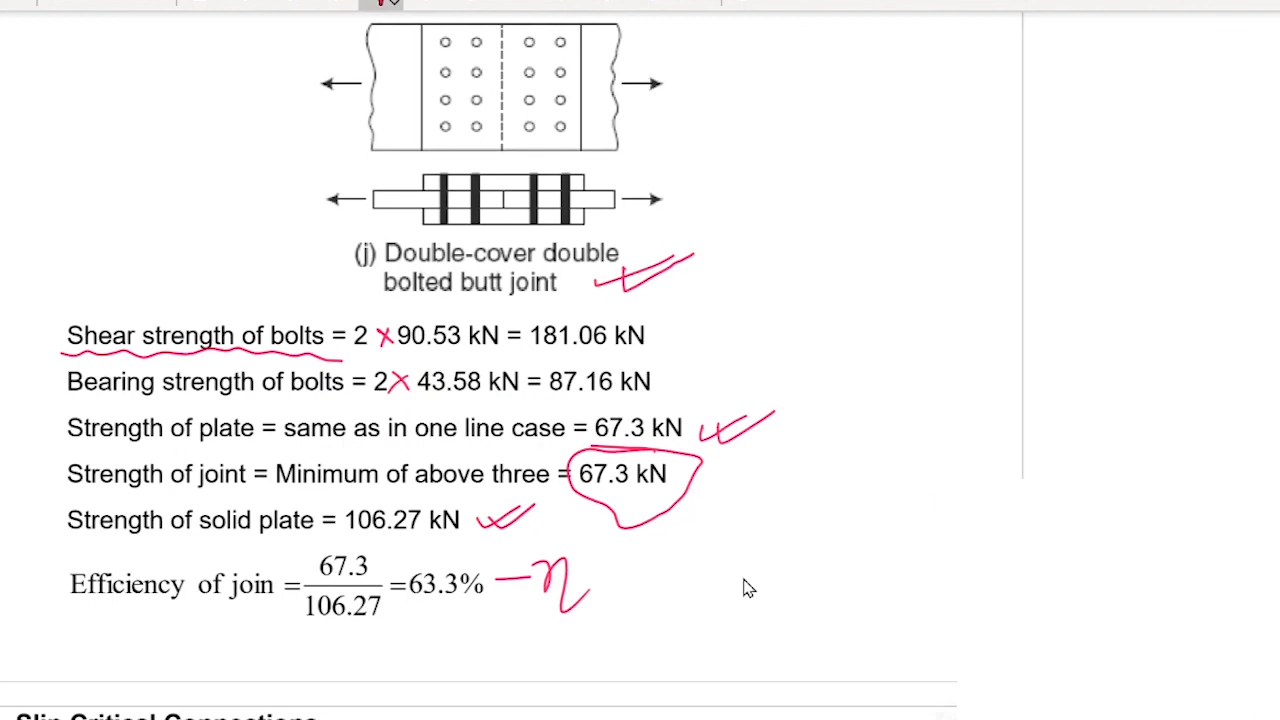 (j) Double-cover double
bolted butt joint
Shear strength of bolts = 2 × 90.53 kN = 181.06 kN
Bearing strength of bolts = 2 × 43.58 kN = 87.16 kN
Strength of plate = same as in one line case = 67.3 kN
Strength of joint = Minimum of above three = 67.3 kN
Strength of solid plate = 106.27 kN
Efficiency of join = 67.3 / 106.27 = 63.3% – η
Slip Critical Connections